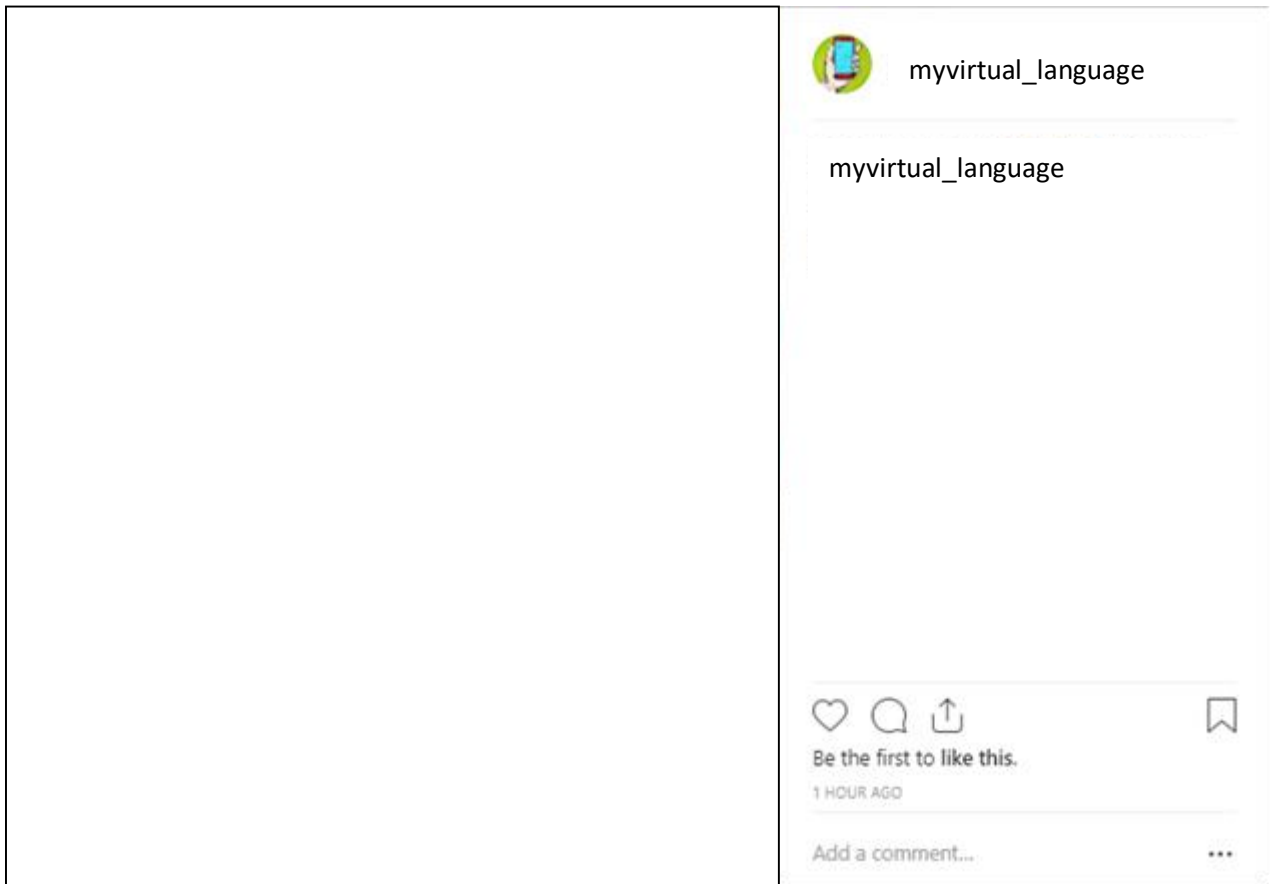 myvirtual_language
myvirtual_language
Be the first to like this.
1 HOUR AGO
Add a comment...